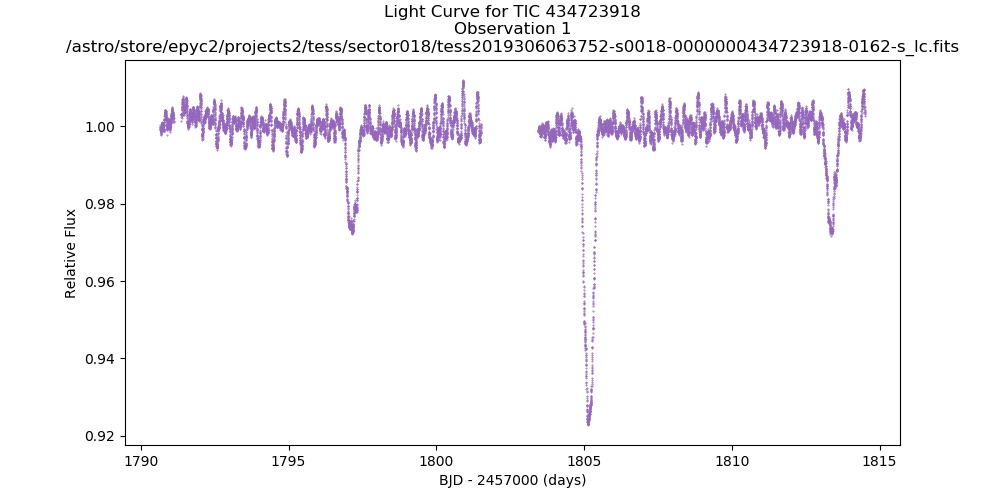 Light Curve for TIC 434723918
Observation 1
/astro/store/epyc2/projects2/tess/sector018/tess2019306063752-s0018-0000000434723918-0162-s_lc.fits
1.00
0.98
0.96
0.94
0.92
Relative Flux
1790
1795
1800
1805
1810
1815
BJD - 2457000 (days)